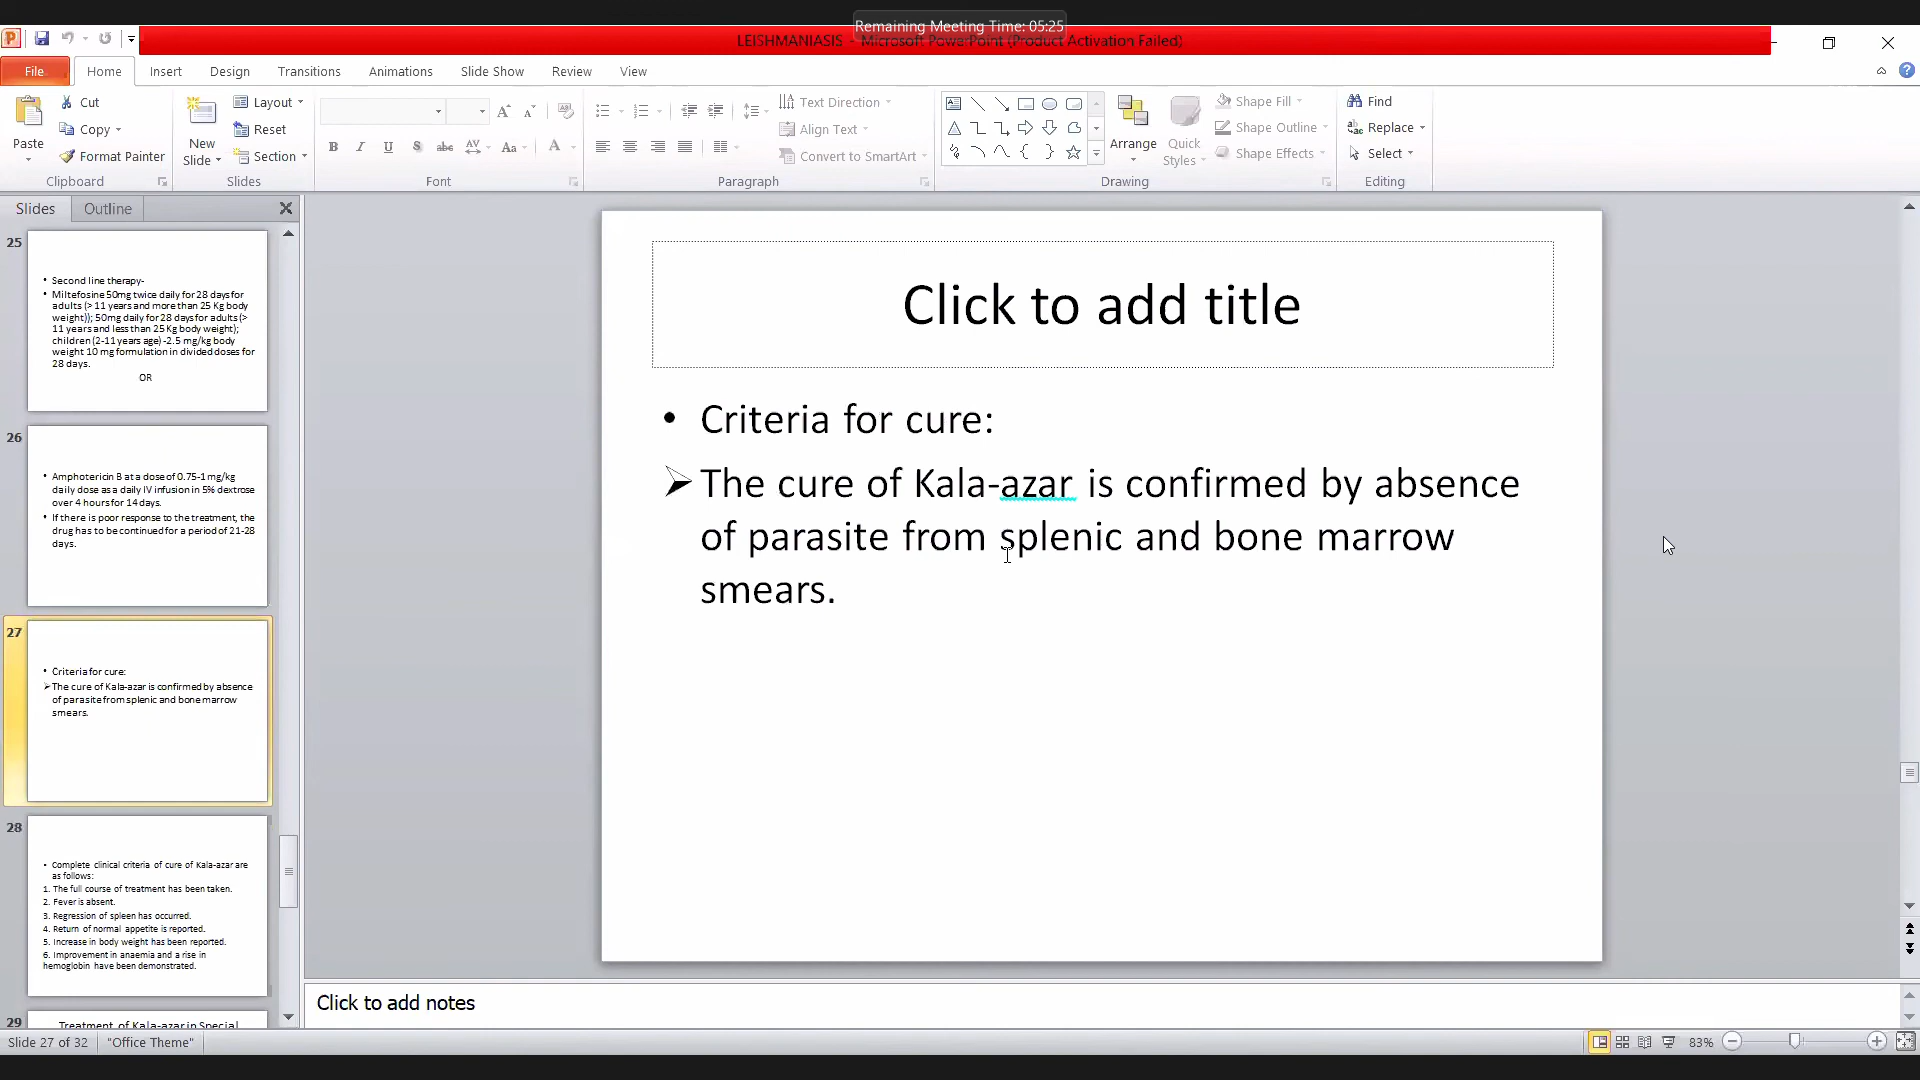 Remaining Meeting Time: 05:25
LEISHMANIASIS - Microsoft PowerPoint (Product Activation Failed)
File Home Insert Design Transitions Animations Slide Show Review View
Paste
Cut
Copy
Format Painter
Clipboard
New
Slide
Layout
Reset
Section
Slides
Font
Text Direction
Align Text
Convert to SmartArt
Paragraph
Arrange
Quick
Styles
Shape Fill
Shape Outline
Shape Effects
Drawing
Find
Replace
Select
Editing
Slides Outline
25
• Second line therapy-
• Miltefosine 50mg twice daily for 28 days for
adults (> 11 years and more than 25 Kg body
weight)); 50mg daily for 28 days for adults (>
11 years and less than 25 Kg body weight);
children (2-11 years age) -2.5 mg/kg body
weight 10 mg formulation in divided doses for
28 days.
OR
26
• Amphotericin B at a dose of 0.75-1 mg/kg
daily dose as a daily IV infusion in 5% dextrose
over 4 hours for 14 days.
• If there is poor response to the treatment, the
drug has to be continued for a period of 21-28
days.
27
• Criteria for cure:
➢ The cure of Kala-azar is confirmed by absence
of parasite from splenic and bone marrow
smears.
28
• Complete clinical criteria of cure of Kala-azar are
as follows:
1. The full course of treatment has been taken.
2. Fever is absent.
3. Regression of spleen has occurred.
4. Return of normal appetite is reported.
5. Increase in body weight has been reported.
6. Improvement in anaemia and a rise in
hemoglobin have been demonstrated.
29
Treatment of Kala-azar in Special
Click to add title
• Criteria for cure:
➢ The cure of Kala-azar is confirmed by absence
of parasite from splenic and bone marrow
smears.
Click to add notes
Slide 27 of 32 "Office Theme" 83%